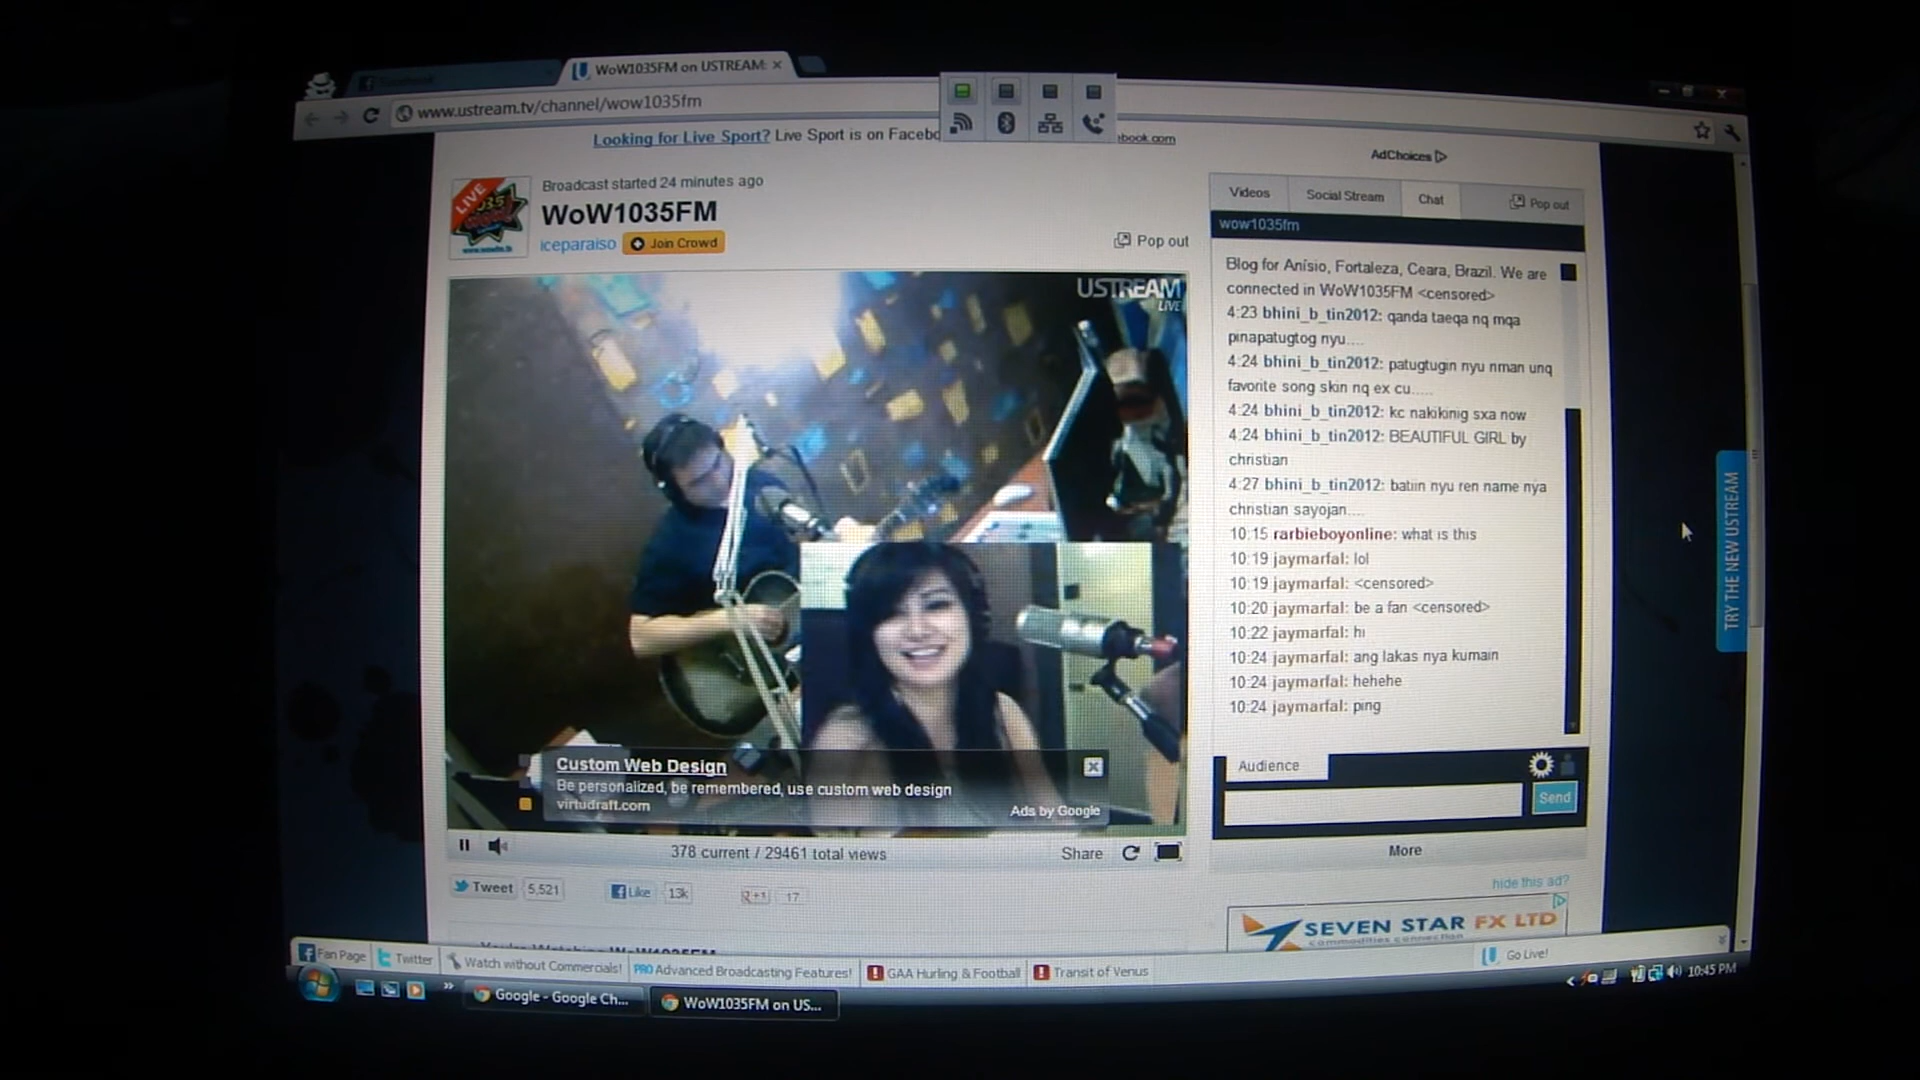 Facebook
WoW1035FM on USTREAM:
www.ustream.tv/channel/wow1035fm
Looking for Live Sport? Live Sport is on Facebo
book.com
AdChoices
LIVE
Broadcast started 24 minutes ago
WoW1035FM
iceparaiso
Join Crowd
Pop out
USTREAM
LIVE
Custom Web Design
Be personalized, be remembered, use custom web design
virtudraft.com
Ads by Google
378 current / 29461 total views
Share
Tweet 5,521
Like 13k
+1 17
Videos
Social Stream
Chat
Pop out
wow1035fm
Blog for Anísio, Fortaleza, Ceara, Brazil. We are
connected in WoW1035FM <censored>
4:23 bhini_b_tin2012: qanda taeqa nq mqa
pinapatugtog nyu....
4:24 bhini_b_tin2012: patugtugin nyu nman unq
favorite song skin nq ex cu.....
4:24 bhini_b_tin2012: kc nakikinig sxa now
4:24 bhini_b_tin2012: BEAUTIFUL GIRL by
christian
4:27 bhini_b_tin2012: batiin nyu ren name nya
christian sayojan....
10:15 rarbieboyonline: what is this
10:19 jaymarfal: lol
10:19 jaymarfal: <censored>
10:20 jaymarfal: be a fan <censored>
10:22 jaymarfal: hi
10:24 jaymarfal: ang lakas nya kumain
10:24 jaymarfal: hehehe
10:24 jaymarfal: ping
Audience
Send
More
hide this ad?
SEVEN STAR FX LTD
commodities connection
TRY THE NEW USTREAM
Fan Page
Twitter
Watch without Commercials!
PRO Advanced Broadcasting Features!
GAA Hurling & Football
Transit of Venus
Go Live!
Google - Google Ch...
WoW1035FM on US...
10:45 PM